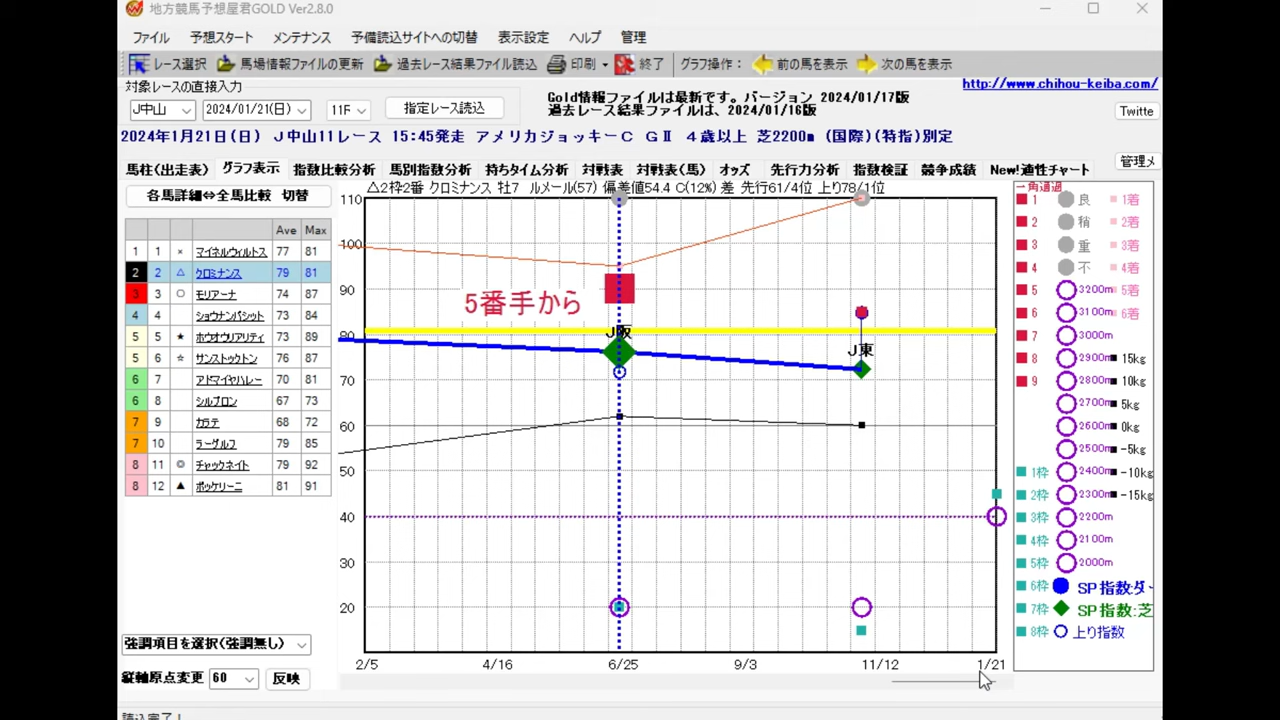 地方競馬予想屋君GOLD Ver2.8.0
ファイル 予想スタート メンテナンス 予備読込サイトへの切替 表示設定 ヘルプ 管理
レース選択 馬場情報ファイルの更新 過去レース結果ファイル読込 印刷 終了 グラフ操作： 前の馬を表示 次の馬を表示
対象レースの直接入力
http://www.chihou-keiba.com/
J中山 2024/01/21(日) 11F 指定レース読込
Gold情報ファイルは最新です。バージョン 2024/01/17版
過去レース結果ファイルは、2024/01/16版
Twitte
2024年1月21日(日) J中山11レース 15:45発走 アメリカジョッキーC GⅡ 4歳以上 芝2200m (国際)(特指)別定
馬柱(出走表) グラフ表示 指数比較分析 馬別指数分析 持ちタイム分析 対戦表 対戦表(馬) オッズ 先行力分析 指数検証 競争成績 New!適性チャート
管理メ
各馬詳細⇔全馬比較 切替
△2枠2番 クロミナンス 牡7 ルメール(57) 偏差値54.4 C(12%) 差 先行61/4位 上り78/1位
Ave Max
1 1 × マイネルウィルトス 77 81
2 2 △ クロミナンス 79 81
3 3 ○ モリアーナ 74 87
4 4 ショウナンバシット 73 84
5 5 ★ ホウオウリアリティ 73 89
5 6 ☆ サンストックトン 76 87
6 7 アドマイヤハレー 70 81
6 8 シルブロン 67 73
7 9 カラテ 68 72
7 10 ラーグルフ 79 85
8 11 ◎ チャックネイト 79 92
8 12 ▲ ボッケリーニ 81 91
110
100
90
80
70
60
50
40
30
20
5番手から
J阪
J東
2/5 4/16 6/25 9/3 11/12 1/21
一角通過
1 良 1着
2 稍 2着
3 重 3着
4 不 4着
5 3200m 5着
6 3100m 6着
7 3000m
8 2900m 15kg
9 2800m 10kg
2700m 5kg
2600m 0kg
2500m -5kg
1枠 2400m -10kg
2枠 2300m -15kg
3枠 2200m
4枠 2100m
5枠 2000m
6枠 SP指数:ダ-
7枠 SP指数:芝
8枠 上り指数
強調項目を選択(強調無し)
縦軸原点変更 60 反映
読込完了!